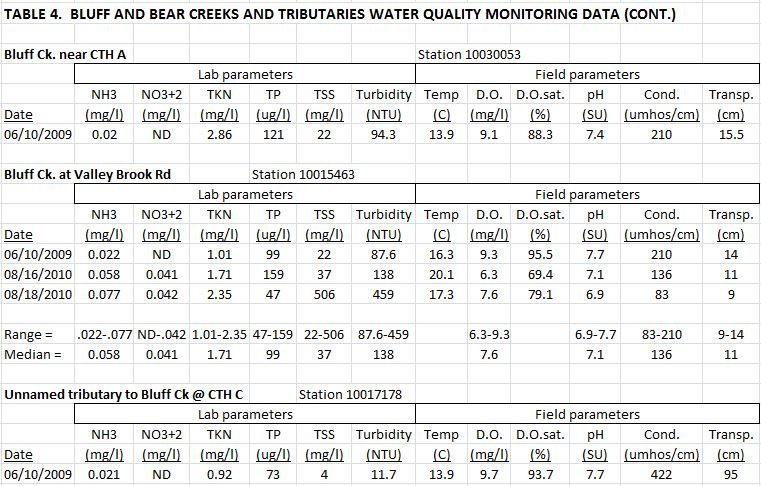 TABLE 4. BLUFF AND BEAR CREEKS AND TRIBUTARIES WATER QUALITY MONITORING DATA (CONT.)
Bluff Ck. near CTH A Station 10030053
Lab parameters Field parameters
NH3 NO3+2 TKN TP TSS Turbidity Temp D.O. D.O.sat. pH Cond. Transp.
Date (mg/l) (mg/l) (mg/l) (ug/l) (mg/l) (NTU) (C) (mg/l) (%) (SU) (umhos/cm) (cm)
06/10/2009 0.02 ND 2.86 121 22 94.3 13.9 9.1 88.3 7.4 210 15.5
Bluff Ck. at Valley Brook Rd Station 10015463
Lab parameters Field parameters
NH3 NO3+2 TKN TP TSS Turbidity Temp D.O. D.O.sat. pH Cond. Transp.
Date (mg/l) (mg/l) (mg/l) (ug/l) (mg/l) (NTU) (C) (mg/l) (%) (SU) (umhos/cm) (cm)
06/10/2009 0.022 ND 1.01 99 22 87.6 16.3 9.3 95.5 7.7 210 14
08/16/2010 0.058 0.041 1.71 159 37 138 20.1 6.3 69.4 7.1 136 11
08/18/2010 0.077 0.042 2.35 47 506 459 17.3 7.6 79.1 6.9 83 9
Range = .022-.077 ND-.042 1.01-2.35 47-159 22-506 87.6-459 6.3-9.3 6.9-7.7 83-210 9-14
Median = 0.058 0.041 1.71 99 37 138 7.6 7.1 136 11
Unnamed tributary to Bluff Ck @ CTH C Station 10017178
Lab parameters Field parameters
NH3 NO3+2 TKN TP TSS Turbidity Temp D.O. D.O.sat. pH Cond. Transp.
Date (mg/l) (mg/l) (mg/l) (ug/l) (mg/l) (NTU) (C) (mg/l) (%) (SU) (umhos/cm) (cm)
06/10/2009 0.021 ND 0.92 73 4 11.7 13.9 9.7 93.7 7.7 422 95